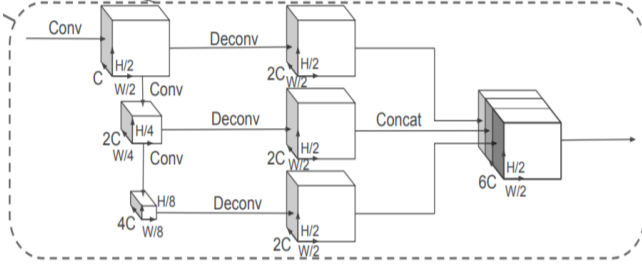 Conv
Deconv
H/2
H/2
C
W/2
Conv
2C
W/2
H/4
2C
W/4
Conv
Deconv
H/2
2C
W/2
Concat
H/2
6C
W/2
H/8
4C
W/8
Deconv
H/2
2C
W/2